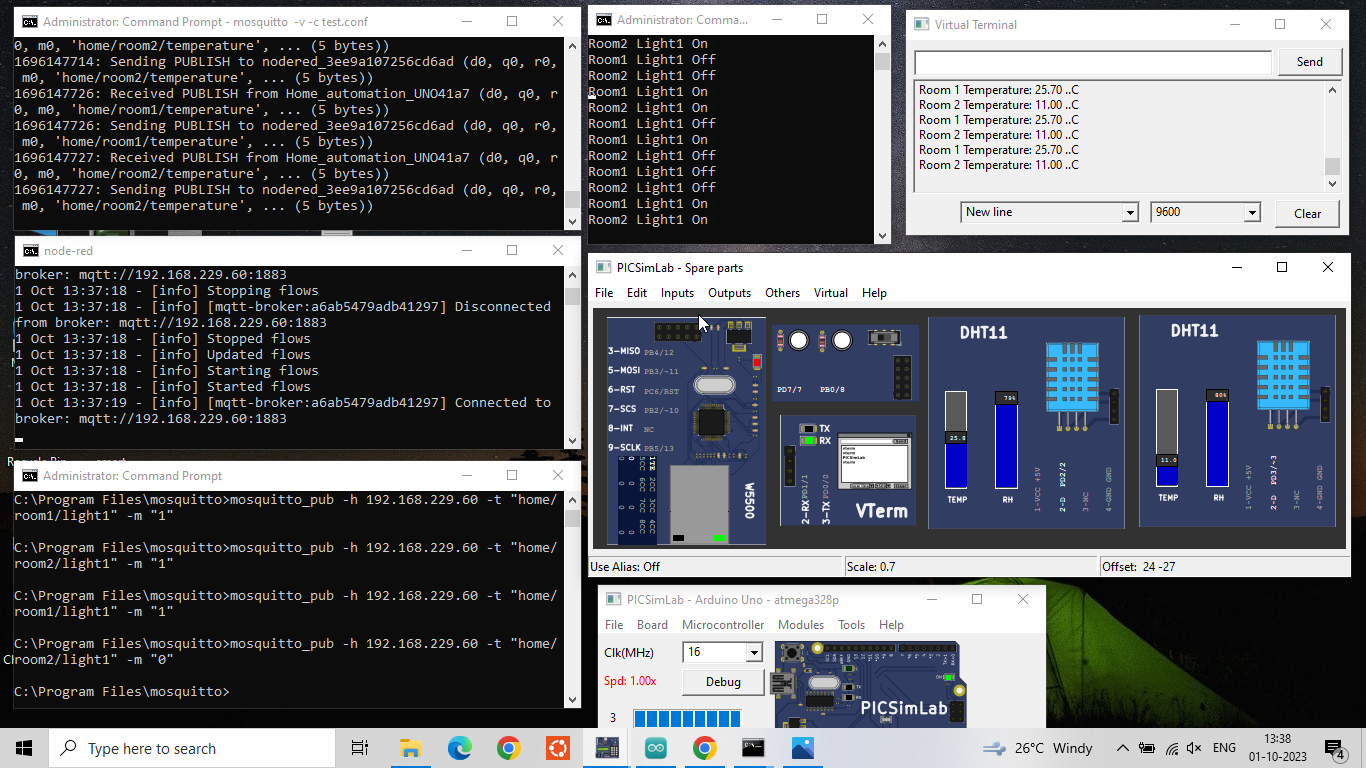 Administrator: Command Prompt - mosquitto  -v -c test.conf
0, m0, 'home/room2/temperature', ... (5 bytes))
1696147714: Sending PUBLISH to nodered_3ee9a107256cd6ad (d0, q0, r0,
m0, 'home/room2/temperature', ... (5 bytes))
1696147726: Received PUBLISH from Home_automation_UNO41a7 (d0, q0, r
0, m0, 'home/room1/temperature', ... (5 bytes))
1696147726: Sending PUBLISH to nodered_3ee9a107256cd6ad (d0, q0, r0,
m0, 'home/room1/temperature', ... (5 bytes))
1696147727: Received PUBLISH from Home_automation_UNO41a7 (d0, q0, r
0, m0, 'home/room2/temperature', ... (5 bytes))
1696147727: Sending PUBLISH to nodered_3ee9a107256cd6ad (d0, q0, r0,
m0, 'home/room2/temperature', ... (5 bytes))
Administrator: Comma...
Room2 Light1 On
Room1 Light1 Off
Room2 Light1 Off
Room1 Light1 On
Room2 Light1 On
Room1 Light1 Off
Room1 Light1 On
Room2 Light1 Off
Room1 Light1 Off
Room2 Light1 Off
Room1 Light1 On
Room2 Light1 On
Virtual Terminal
Send
Room 1 Temperature: 25.70 ..C
Room 2 Temperature: 11.00 ..C
Room 1 Temperature: 25.70 ..C
Room 2 Temperature: 11.00 ..C
Room 1 Temperature: 25.70 ..C
Room 2 Temperature: 11.00 ..C
New line 9600 Clear
node-red
broker: mqtt://192.168.229.60:1883
1 Oct 13:37:18 - [info] Stopping flows
1 Oct 13:37:18 - [info] [mqtt-broker:a6ab5479adb41297] Disconnected
from broker: mqtt://192.168.229.60:1883
1 Oct 13:37:18 - [info] Stopped flows
1 Oct 13:37:18 - [info] Updated flows
1 Oct 13:37:18 - [info] Starting flows
1 Oct 13:37:18 - [info] Started flows
1 Oct 13:37:19 - [info] [mqtt-broker:a6ab5479adb41297] Connected to
broker: mqtt://192.168.229.60:1883
Administrator: Command Prompt
C:\Program Files\mosquitto>mosquitto_pub -h 192.168.229.60 -t "home/
room1/light1" -m "1"
C:\Program Files\mosquitto>mosquitto_pub -h 192.168.229.60 -t "home/
room2/light1" -m "1"
C:\Program Files\mosquitto>mosquitto_pub -h 192.168.229.60 -t "home/
room1/light1" -m "1"
C:\Program Files\mosquitto>mosquitto_pub -h 192.168.229.60 -t "home/
room2/light1" -m "0"
C:\Program Files\mosquitto>
PICSimLab - Spare parts
File Edit Inputs Outputs Others Virtual Help
3-MISO PB4/12
5-MOSI PB3/~11
6-RST PC6/RST
7-SCS PB2/~10
8-INT NC
9-SCLK PB5/13
W5500
PD7/7 PB0/8
TX
RX
2-RX PD1/1
3-TX PD0/0
VTerm
DHT11
25.8 79%
TEMP RH
1-VCC +5V
2-D PD2/2
3-NC
4-GND GND
DHT11
11.0 80%
TEMP RH
1-VCC +5V
2-D PD3/~3
3-NC
4-GND GND
Use Alias: Off Scale: 0.7 Offset: 24 -27
PICSimLab - Arduino Uno - atmega328p
File Board Microcontroller Modules Tools Help
Clk(MHz) 16
Spd: 1.00x Debug
3
PICSimLab
Type here to search
26°C Windy
ENG
13:38
01-10-2023
4